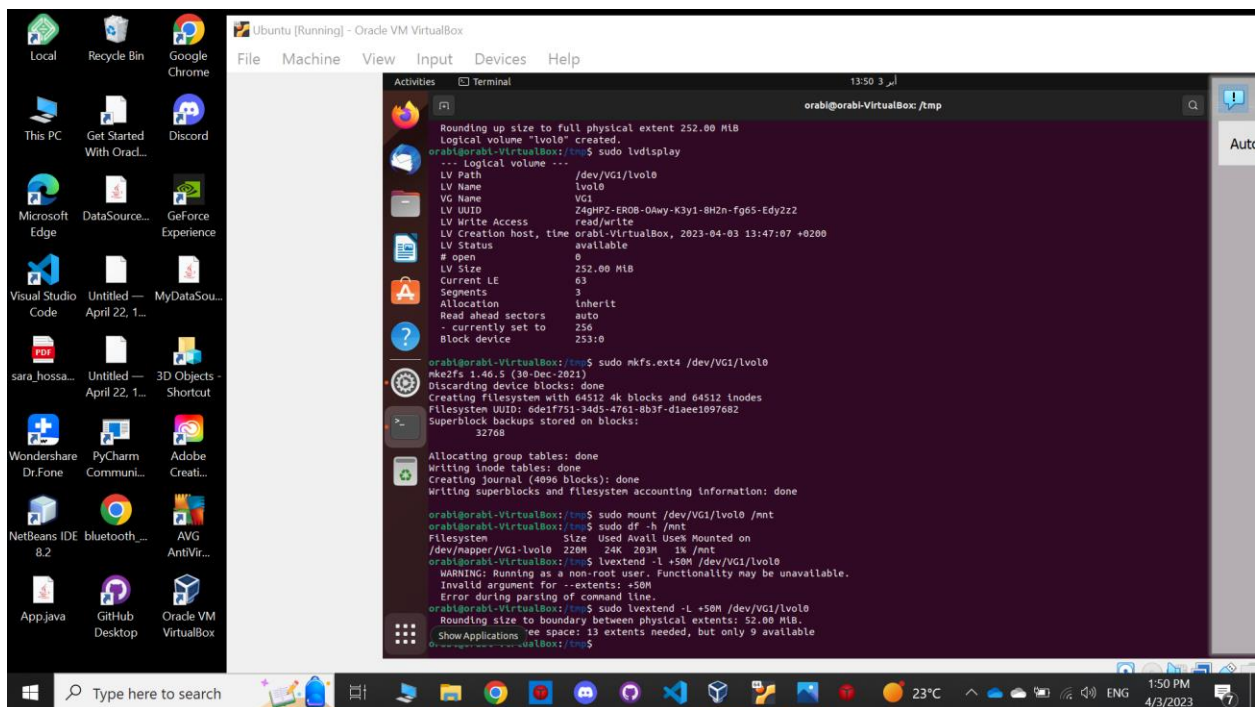 Local
Recycle Bin
Google
Chrome
This PC
Get Started
With Oracl...
Discord
Microsoft
Edge
DataSource...
GeForce
Experience
Visual Studio
Code
Untitled —
April 22, 1...
MyDataSou...
PDF
sara_hossa...
Untitled —
April 22, 1...
3D Objects -
Shortcut
Wondershare
Dr.Fone
PyCharm
Communi...
Adobe
Creati...
NetBeans IDE
8.2
bluetooth_...
AVG
AntiVir...
App.java
GitHub
Desktop
Oracle VM
VirtualBox
Ubuntu [Running] - Oracle VM VirtualBox
File Machine View Input Devices Help
Activities Terminal 13:50 3 أبر
orabi@orabi-VirtualBox: /tmp
Auto
Rounding up size to full physical extent 252.00 MiB
Logical volume "lvol0" created.
orabi@orabi-VirtualBox:/tmp$ sudo lvdisplay
--- Logical volume ---
LV Path /dev/VG1/lvol0
LV Name lvol0
VG Name VG1
LV UUID Z4gHPZ-EROB-OAwy-K3y1-8H2n-fg65-Edy2z2
LV Write Access read/write
LV Creation host, time orabi-VirtualBox, 2023-04-03 13:47:07 +0200
LV Status available
# open 0
LV Size 252.00 MiB
Current LE 63
Segments 3
Allocation inherit
Read ahead sectors auto
- currently set to 256
Block device 253:0
orabi@orabi-VirtualBox:/tmp$ sudo mkfs.ext4 /dev/VG1/lvol0
mke2fs 1.46.5 (30-Dec-2021)
Discarding device blocks: done
Creating filesystem with 64512 4k blocks and 64512 inodes
Filesystem UUID: 6de1f751-34d5-4761-8b3f-d1aee1097682
Superblock backups stored on blocks:
32768
Allocating group tables: done
Writing inode tables: done
Creating journal (4096 blocks): done
Writing superblocks and filesystem accounting information: done
orabi@orabi-VirtualBox:/tmp$ sudo mount /dev/VG1/lvol0 /mnt
orabi@orabi-VirtualBox:/tmp$ sudo df -h /mnt
Filesystem Size Used Avail Use% Mounted on
/dev/mapper/VG1-lvol0 220M 24K 203M 1% /mnt
orabi@orabi-VirtualBox:/tmp$ lvextend -l +50M /dev/VG1/lvol0
WARNING: Running as a non-root user. Functionality may be unavailable.
Invalid argument for --extents: +50M
Error during parsing of command line.
orabi@orabi-VirtualBox:/tmp$ sudo lvextend -L +50M /dev/VG1/lvol0
Rounding size to boundary between physical extents: 52.00 MiB.
Show Applications ee space: 13 extents needed, but only 9 available
:/tmp$
Type here to search
23°C
ENG
1:50 PM
4/3/2023
7